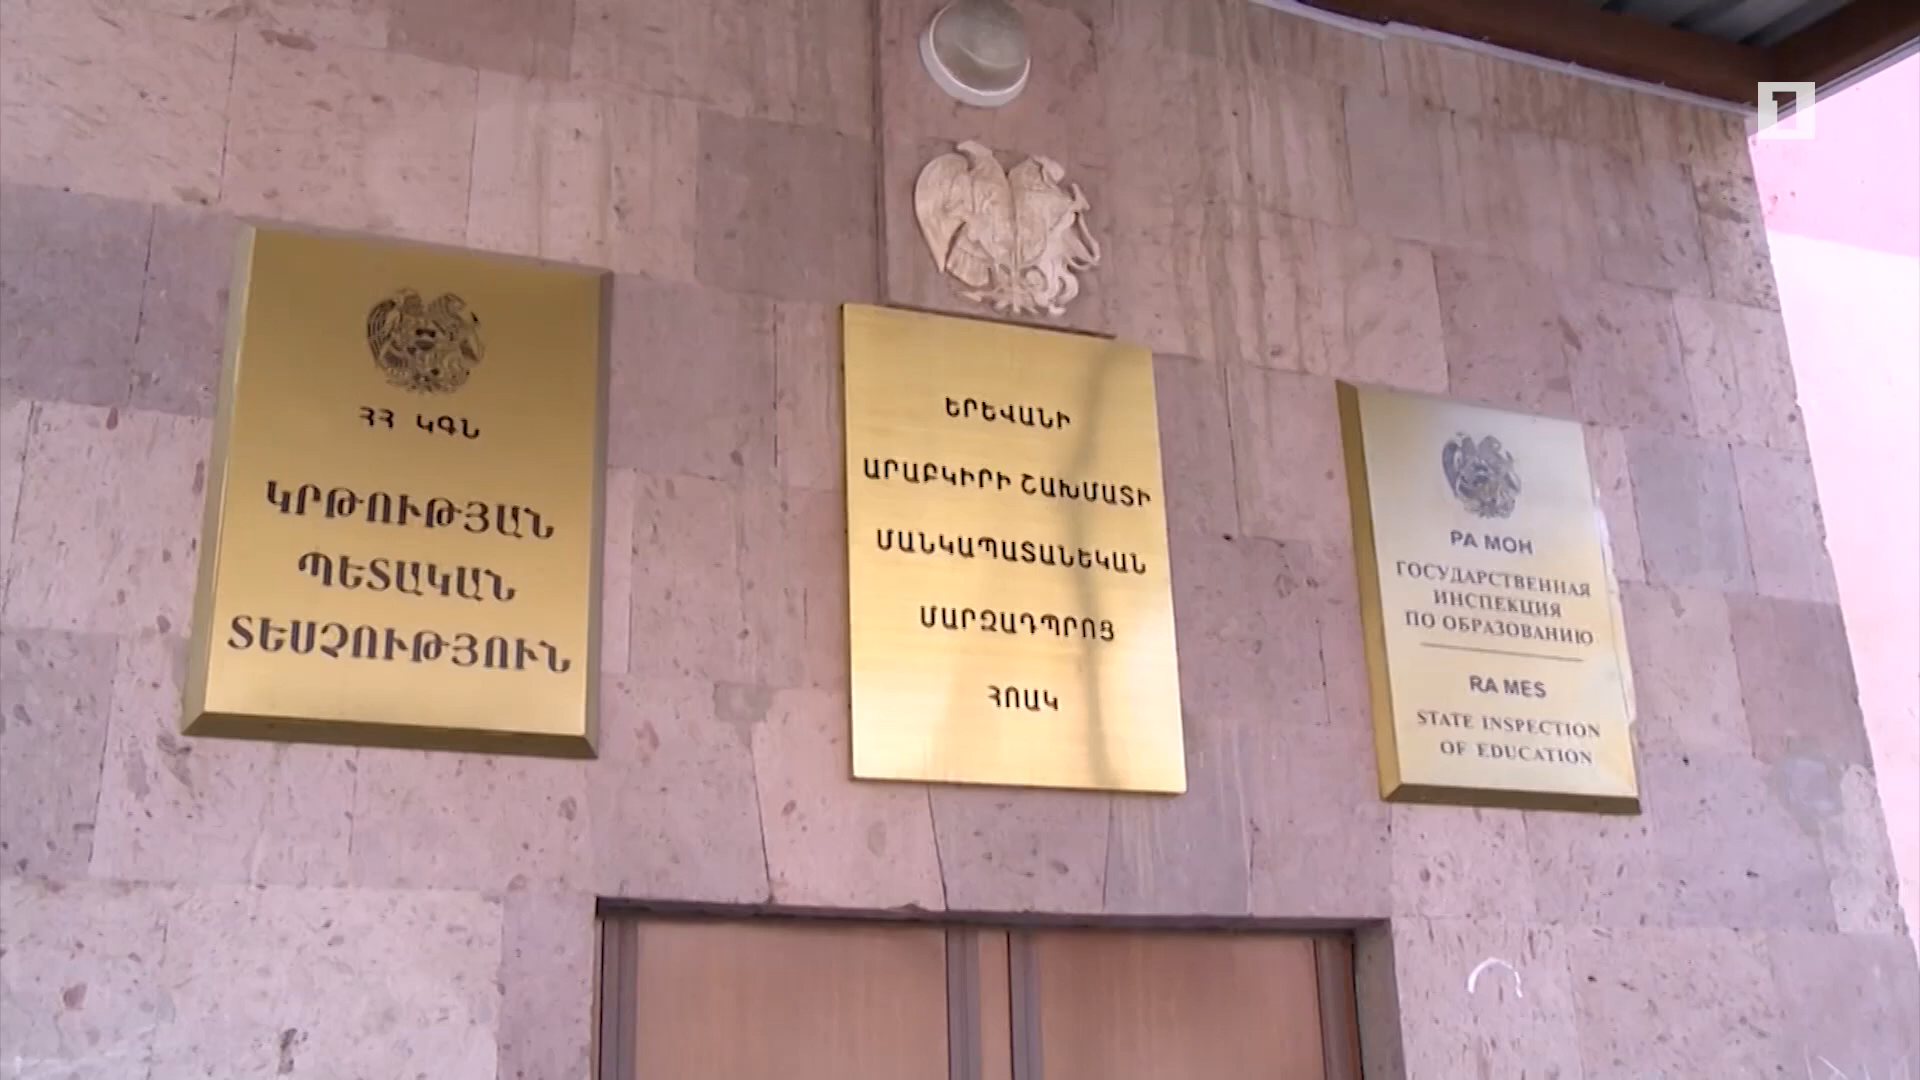 ՀՀ ԿԳՆ
ԿՐԹՈՒԹՅԱՆ
ՊԵՏԱԿԱՆ
ՏԵՍՉՈՒԹՅՈՒՆ
ԵՐԵՎԱՆԻ
ԱՐԱԲԿԻՐԻ ՇԱԽՄԱՏԻ
ՄԱՆԿԱՊԱՏԱՆԵԿԱՆ
ՄԱՐԶԱԴՊՐՈՑ
ՀՈԱԿ
РА МОН
ГОСУДАРСТВЕННАЯ
ИНСПЕКЦИЯ
ПО ОБРАЗОВАНИЮ
RA MES
STATE INSPECTION
OF EDUCATION
1